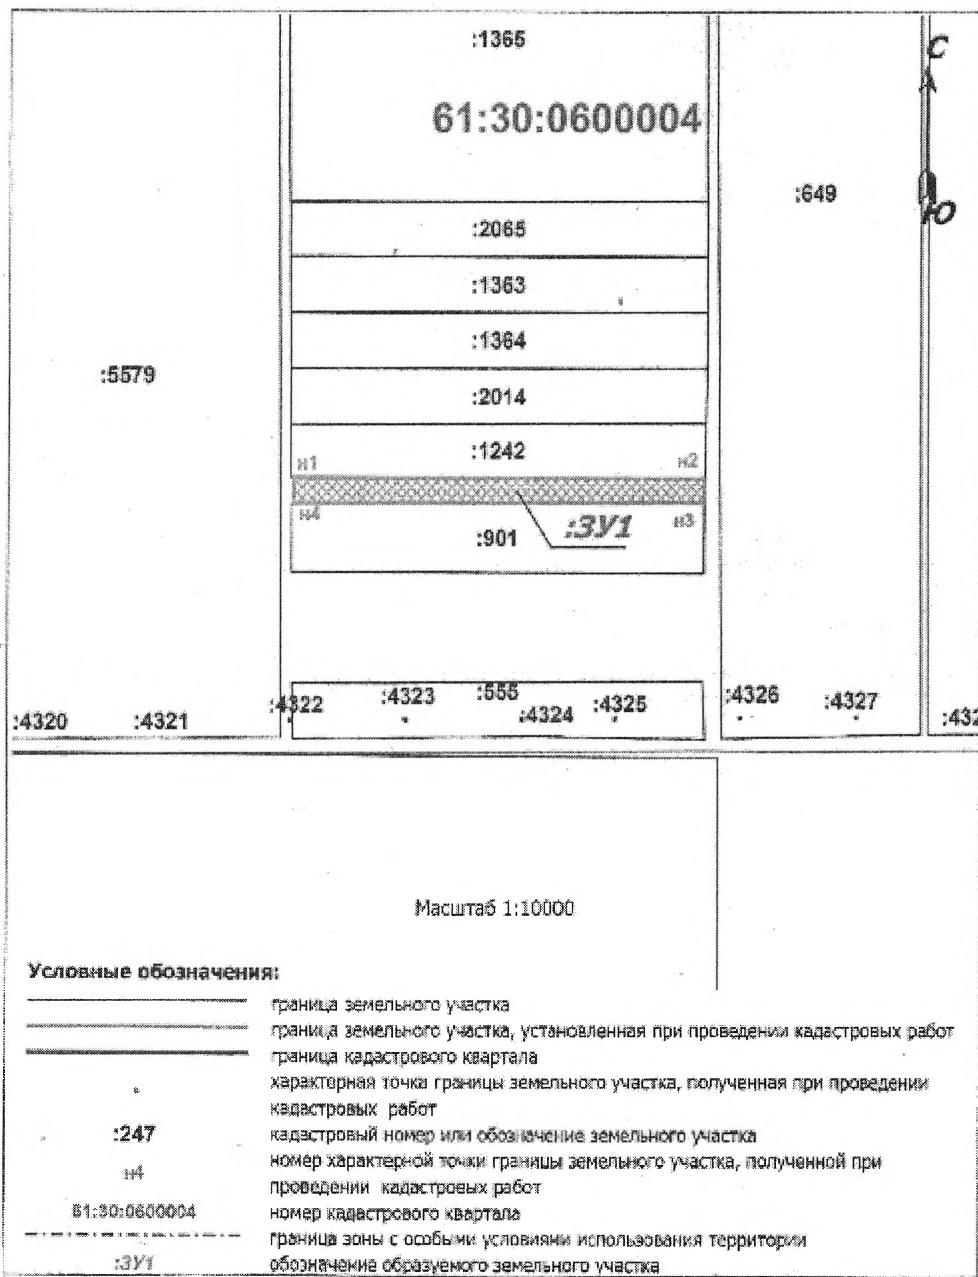 :1365
С
61:30:0600004
:649
Ю
:2065
:1363
:1364
:5579
:2014
:1242
н1
н2
н4
:ЗУ1
н3
:901
:4320
:4321
:4322
:4323
:555
:4324
:4325
:4326
:4327
:432
Масштаб 1:10000
Условные обозначения:
граница земельного участка
граница земельного участка, установленная при проведении кадастровых работ
граница кадастрового квартала
характерная точка границы земельного участка, полученная при проведении
кадастровых работ
:247 кадастровый номер или обозначение земельного участка
н4 номер характерной точки границы земельного участка, полученной при
проведении кадастровых работ
61:30:0600004 номер кадастрового квартала
граница зоны с особыми условиями использования территории
:ЗУ1 обозначение образуемого земельного участка